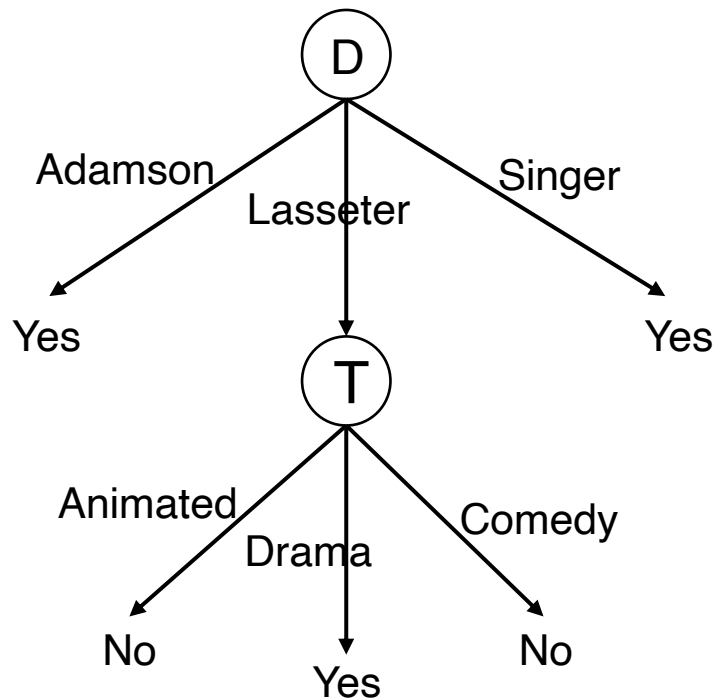 D
Adamson
Singer
Lasseter
Yes
Yes
T
Animated
Comedy
Drama
No
No
Yes